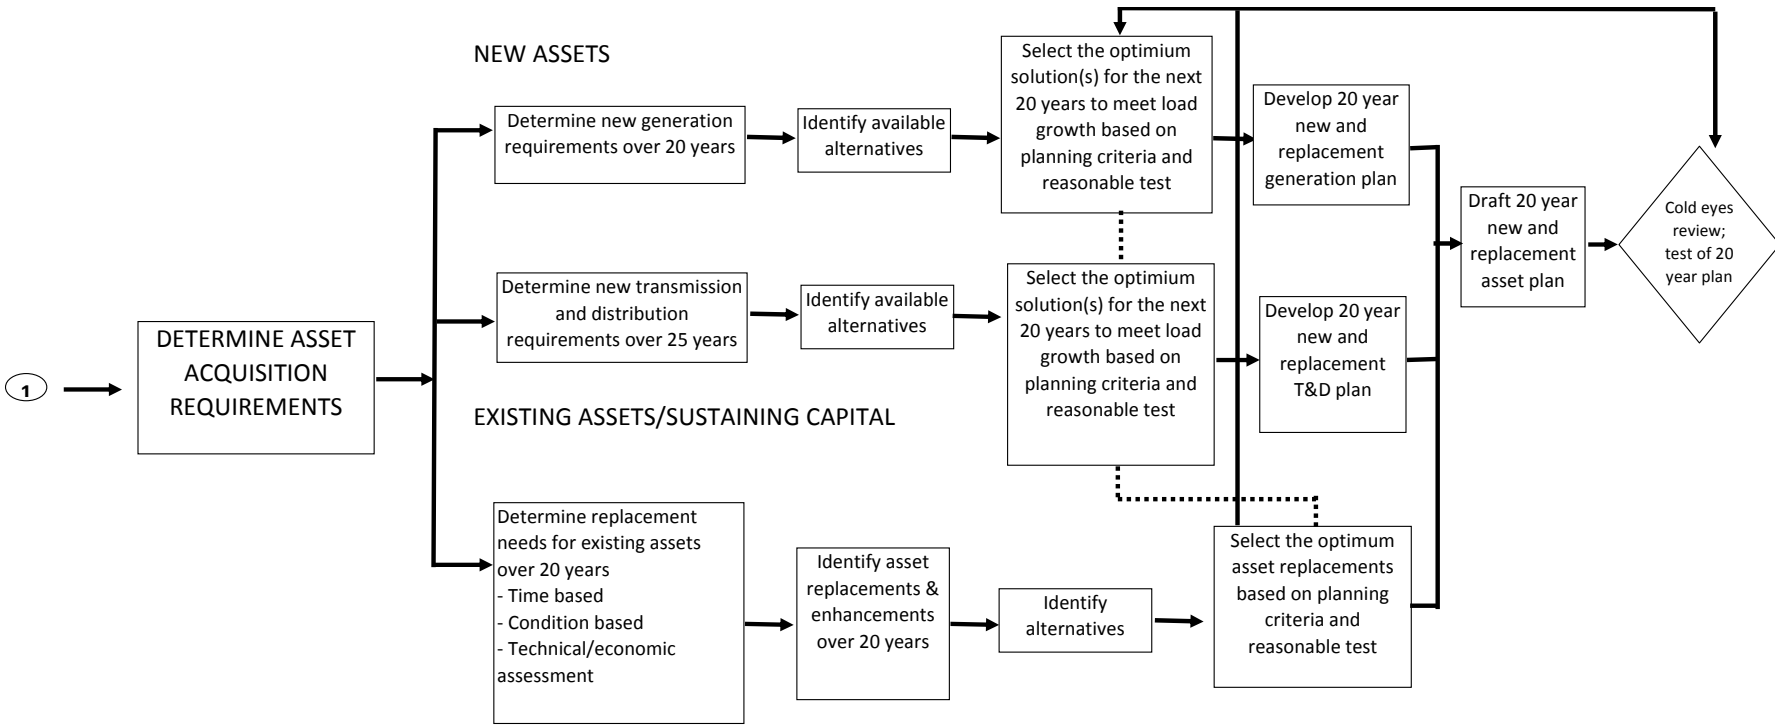 NEW ASSETS
Determine new generation
requirements over 20 years
Identify available
alternatives
Select the optimium
solution(s) for the next
20 years to meet load
growth based on
planning criteria and
reasonable test
Develop 20 year
new and
replacement
generation plan
Determine new transmission
and distribution
requirements over 25 years
Identify available
alternatives
Select the optimium
solution(s) for the next
20 years to meet load
growth based on
planning criteria and
reasonable test
Develop 20 year
new and
replacement
T&D plan
Draft 20 year
new and
replacement
asset plan
Cold eyes
review;
test of 20
year plan
1
DETERMINE ASSET
ACQUISITION
REQUIREMENTS
EXISTING ASSETS/SUSTAINING CAPITAL
Determine replacement
needs for existing assets
over 20 years
- Time based
- Condition based
- Technical/economic
assessment
Identify asset
replacements &
enhancements
over 20 years
Identify
alternatives
Select the optimum
asset replacements
based on planning
criteria and
reasonable test